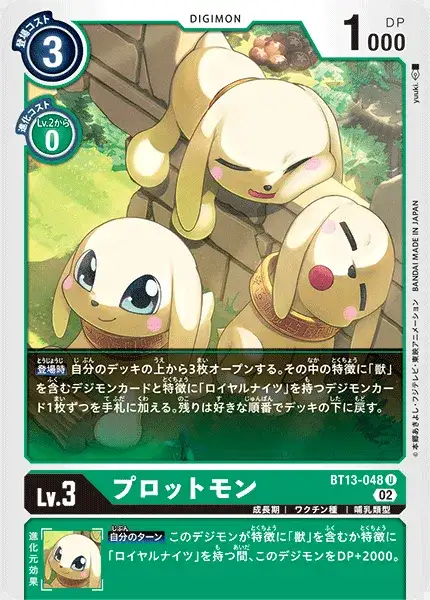 登場コスト
3
DIGIMON
DP
1000
進化コスト
Lv.2から
0
yuuki.
BANDAI MADE IN JAPAN
©本郷あきよし・フジテレビ・東映アニメーション
登場時 自分のデッキの上から3枚オープンする。その中の特徴に「獣」
を含むデジモンカードと特徴に「ロイヤルナイツ」を持つデジモンカー
ド1枚ずつを手札に加える。残りは好きな順番でデッキの下に戻す。
BT13-048 U
Lv.3
プロットモン
02
成長期 | ワクチン種 | 哺乳類型
進化元効果
自分のターン このデジモンが特徴に「獣」を含むか特徴に
「ロイヤルナイツ」を持つ間、このデジモンをDP+2000。